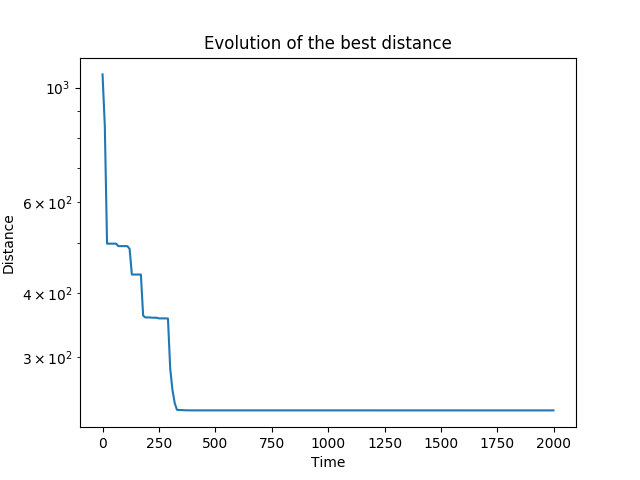 Evolution of the best distance
10³
6 × 10²
4 × 10²
3 × 10²
Distance
0 250 500 750 1000 1250 1500 1750 2000
Time